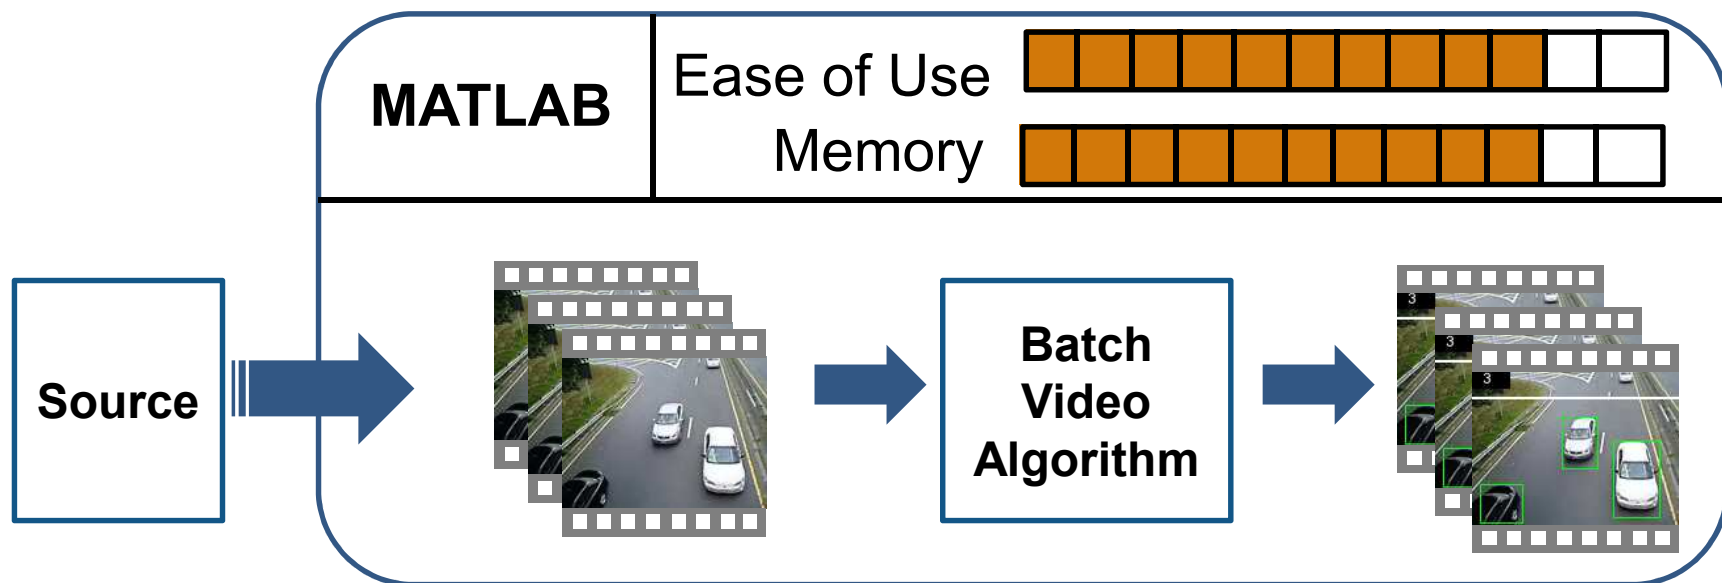 MATLAB
Ease of Use
Memory
Source
Batch
Video
Algorithm
3
3
3